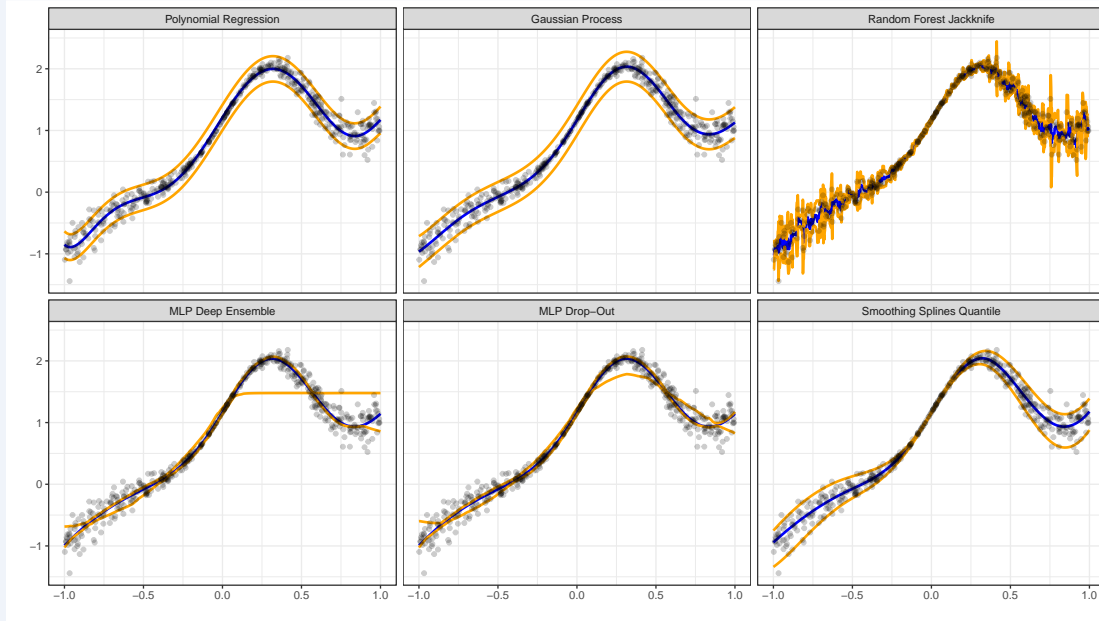 Polynomial Regression Gaussian Process Random Forest Jackknife
2
1
0
−1
MLP Deep Ensemble MLP Drop−Out Smoothing Splines Quantile
2
1
0
−1
−1.0 −0.5 0.0 0.5 1.0 −1.0 −0.5 0.0 0.5 1.0 −1.0 −0.5 0.0 0.5 1.0